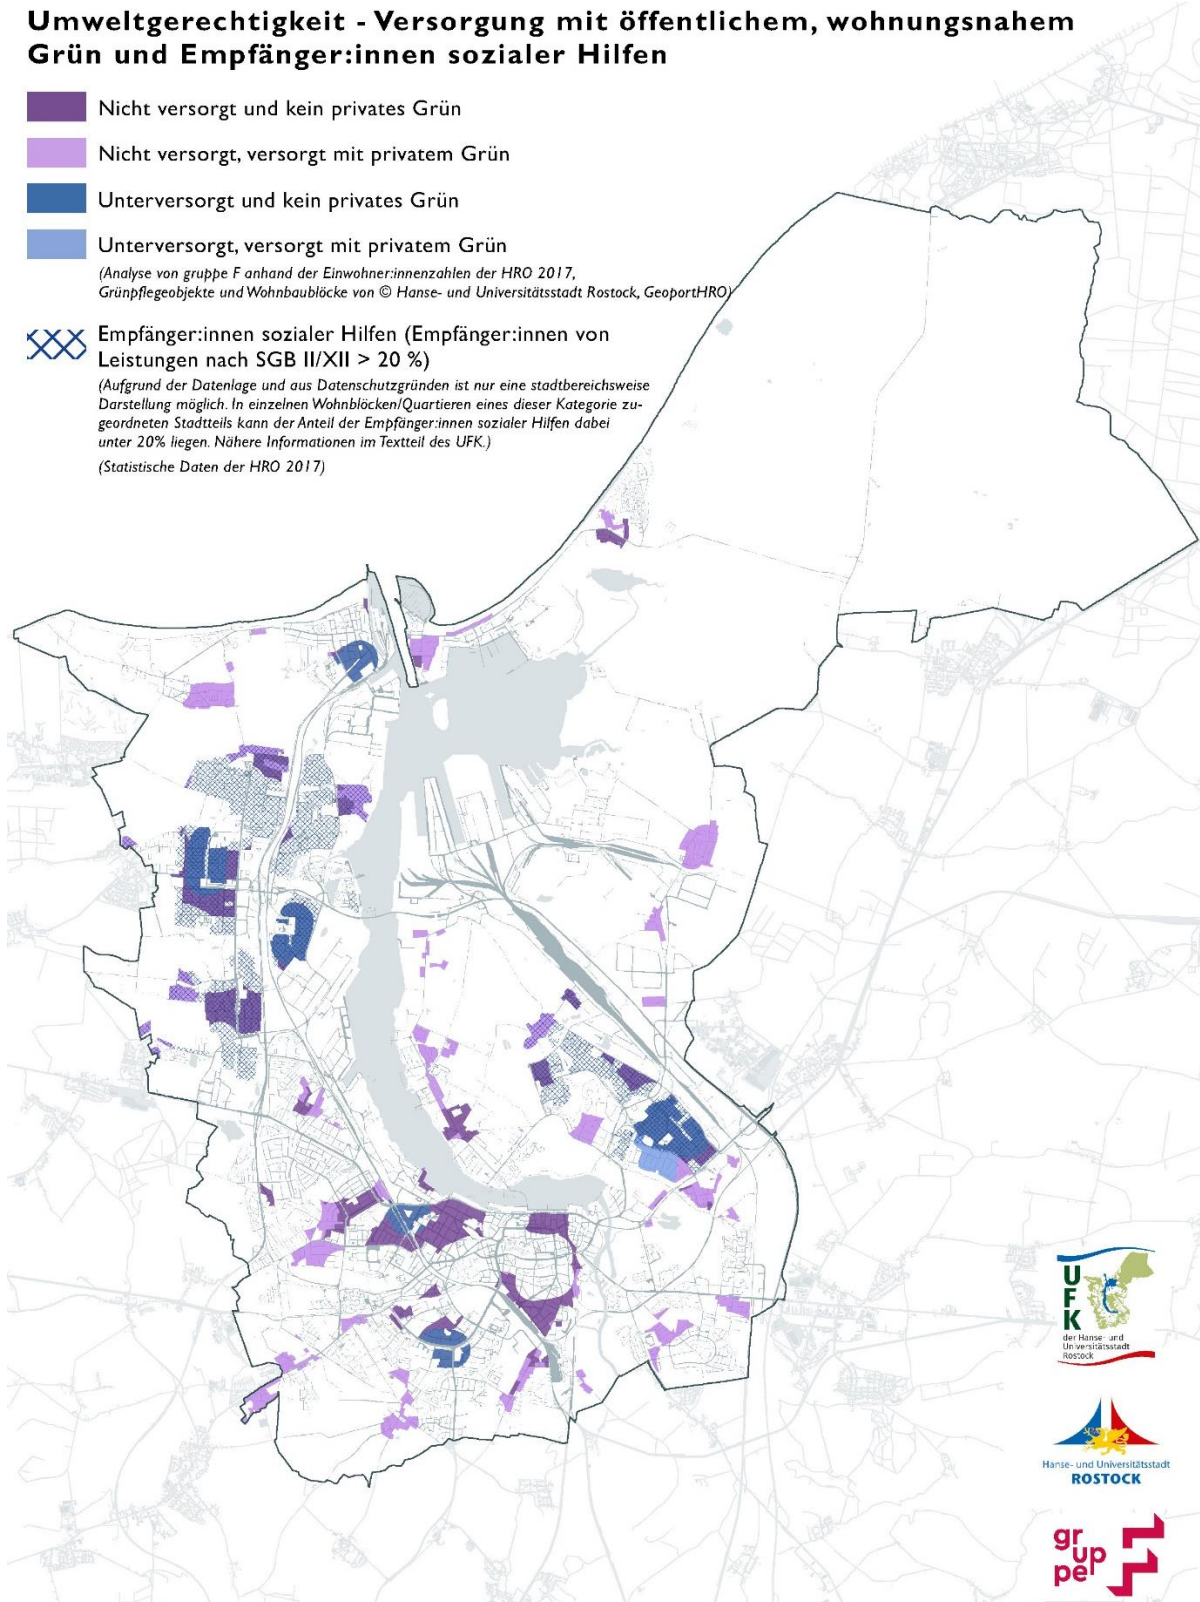 Umweltgerechtigkeit - Versorgung mit öffentlichem, wohnungsnahem
Grün und Empfänger:innen sozialer Hilfen
Nicht versorgt und kein privates Grün
Nicht versorgt, versorgt mit privatem Grün
Unterversorgt und kein privates Grün
Unterversorgt, versorgt mit privatem Grün
(Analyse von gruppe F anhand der Einwohner:innenzahlen der HRO 2017,
Grünpflegeobjekte und Wohnbaublöcke von © Hanse- und Universitätsstadt Rostock, GeoportHRO)
Empfänger:innen sozialer Hilfen (Empfänger:innen von
Leistungen nach SGB II/XII > 20 %)
(Aufgrund der Datenlage und aus Datenschutzgründen ist nur eine stadtbereichsweise
Darstellung möglich. In einzelnen Wohnblöcken/Quartieren eines dieser Kategorie zu-
geordneten Stadtteils kann der Anteil der Empfänger:innen sozialer Hilfen dabei
unter 20% liegen. Nähere Informationen im Textteil des UFK.)
(Statistische Daten der HRO 2017)
UFK
der Hanse- und
Universitätsstadt
Rostock
Hanse- und Universitätsstadt
ROSTOCK
gr
up
pe